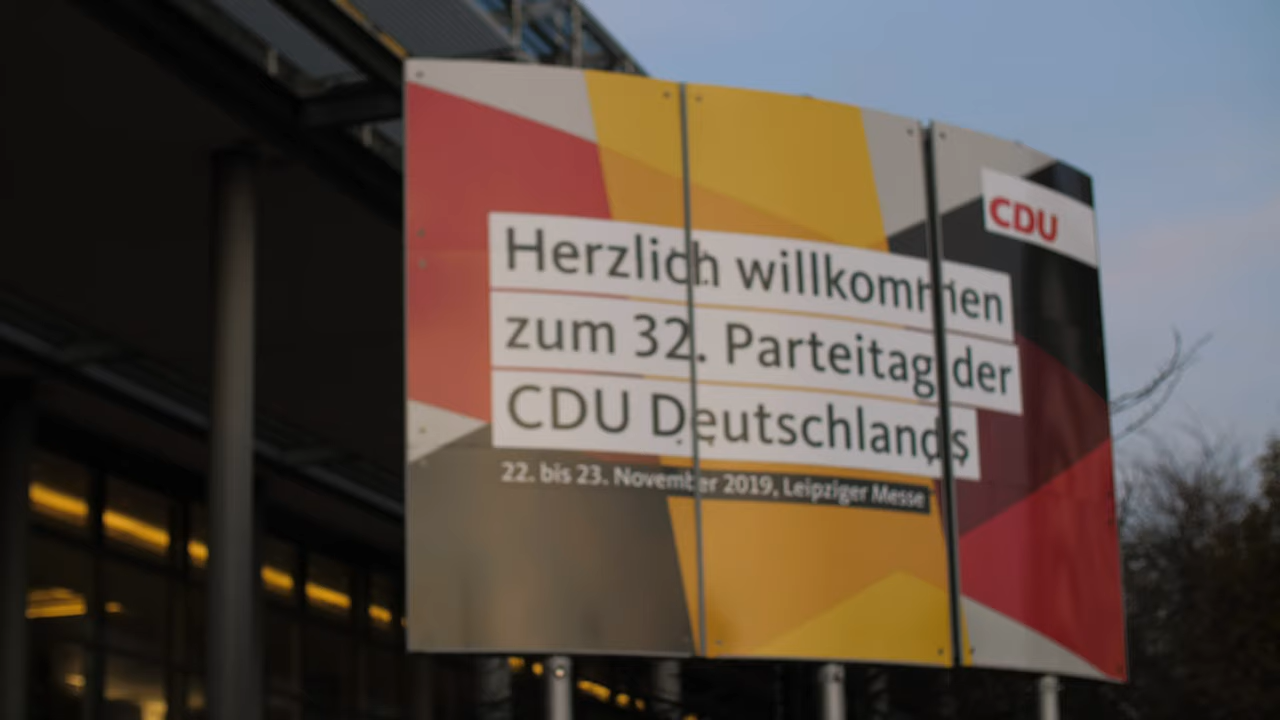 CDU
Herzlich willkommen
zum 32. Parteitag der
CDU Deutschlands
22. bis 23. November 2019, Leipziger Messe